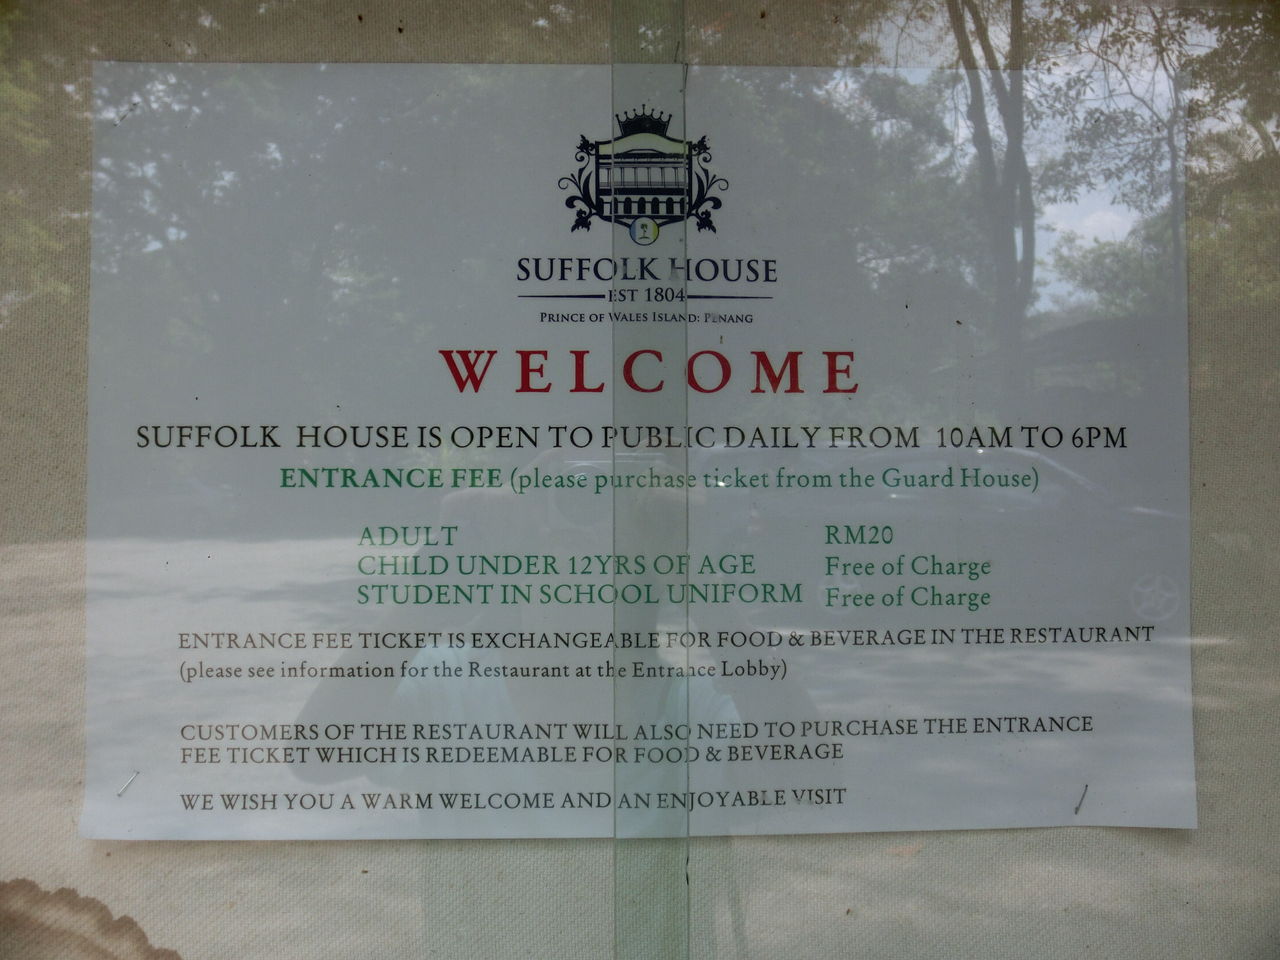 SUFFOLK HOUSE
EST 1804
PRINCE OF WALES ISLAND: PENANG
WELCOME
SUFFOLK HOUSE IS OPEN TO PUBLIC DAILY FROM 10AM TO 6PM
ENTRANCE FEE (please purchase ticket from the Guard House)
ADULT RM20
CHILD UNDER 12YRS OF AGE Free of Charge
STUDENT IN SCHOOL UNIFORM Free of Charge
ENTRANCE FEE TICKET IS EXCHANGEABLE FOR FOOD & BEVERAGE IN THE RESTAURANT
(please see information for the Restaurant at the Entrance Lobby)
CUSTOMERS OF THE RESTAURANT WILL ALSO NEED TO PURCHASE THE ENTRANCE
FEE TICKET WHICH IS REDEEMABLE FOR FOOD & BEVERAGE
WE WISH YOU A WARM WELCOME AND AN ENJOYABLE VISIT